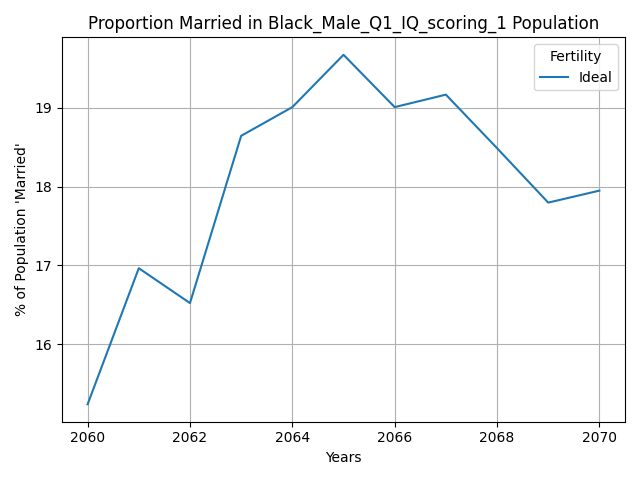 Proportion Married in Black_Male_Q1_IQ_scoring_1 Population
Fertility
Ideal
% of Population 'Married'
19
18
17
16
2060
2062
2064
2066
2068
2070
Years